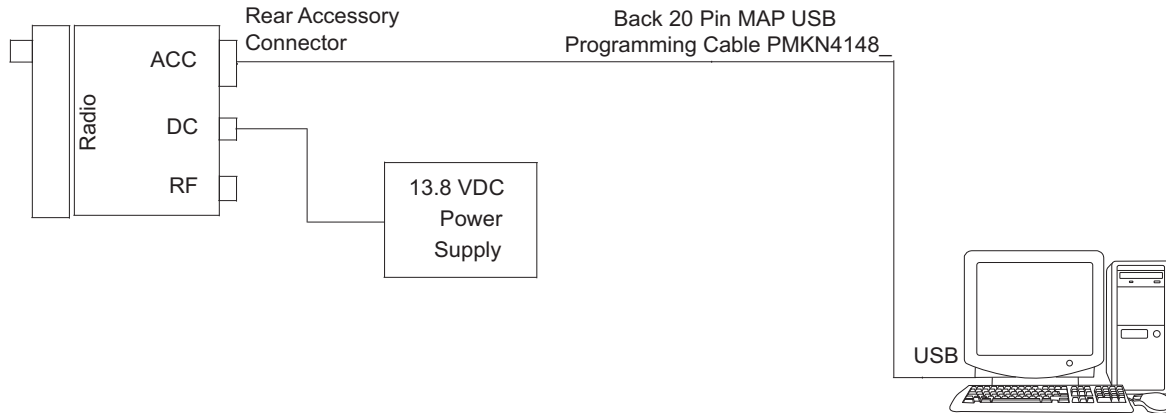 Rear Accessory
Connector
Back 20 Pin MAP USB
Programming Cable PMKN4148_
ACC
Radio
DC
RF
13.8 VDC
Power
Supply
USB